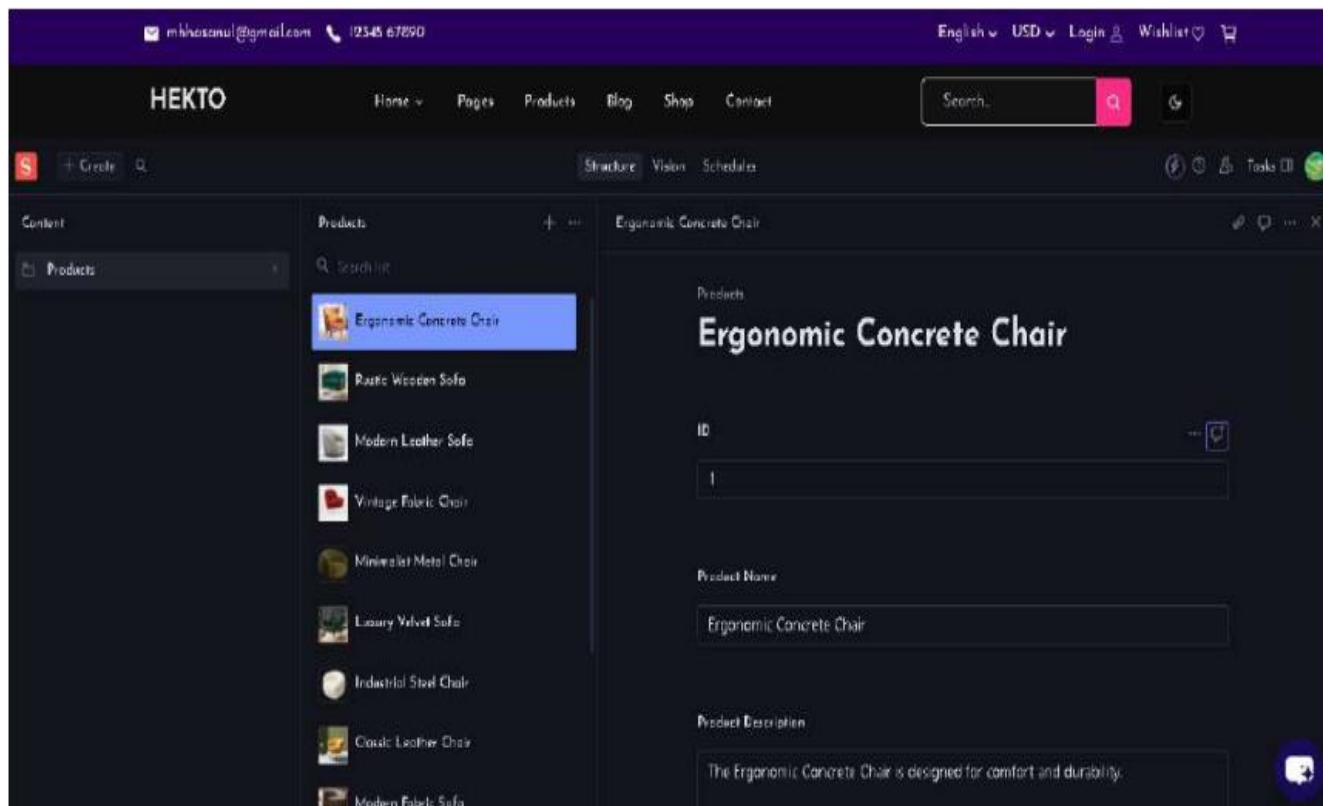 mhhasanul@gmail.com 12345 67890 English USD Login Wishlist
HEKTO Home Pages Products Blog Shop Contact Search..
S + Create Structure Vision Schedules Tasks
Content
Products
Products
Search list
Ergonomic Concrete Chair
Rustic Wooden Sofa
Modern Leather Sofa
Vintage Fabric Chair
Minimalist Metal Chair
Luxury Velvet Sofa
Industrial Steel Chair
Classic Leather Chair
Modern Fabric Sofa
Ergonomic Concrete Chair
Products
Ergonomic Concrete Chair
ID
1
Product Name
Ergonomic Concrete Chair
Product Description
The Ergonomic Concrete Chair is designed for comfort and durability.